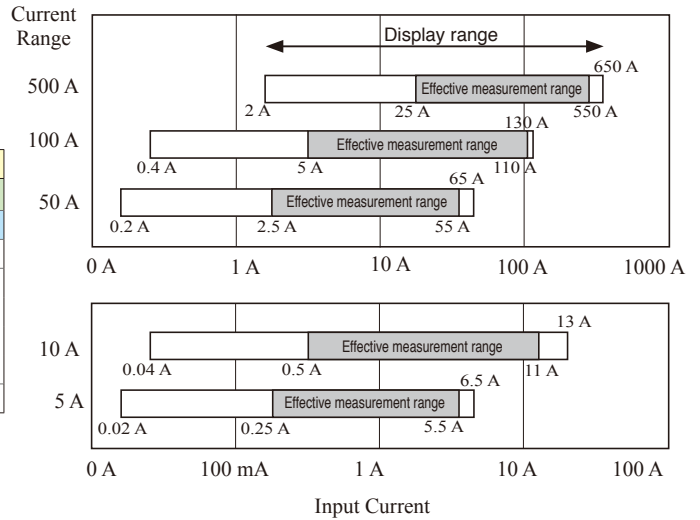 Current
Range
Display range
650 A
500 A
Effective measurement range
2 A
25 A
550 A
130 A
100 A
Effective measurement range
0.4 A
5 A
110 A
65 A
50 A
Effective measurement range
0.2 A
2.5 A
55 A
0 A
1 A
10 A
100 A
1000 A
13 A
10 A
Effective measurement range
0.04 A
0.5 A
11 A
6.5 A
5 A
Effective measurement range
0.02 A
0.25 A
5.5 A
0 A
100 mA
1 A
10 A
100 A
Input Current